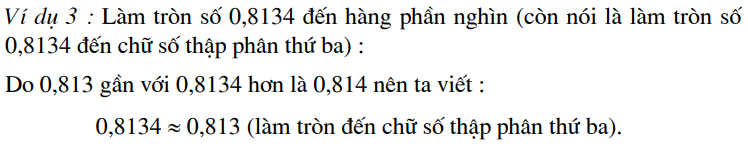 Ví dụ 3 : Làm tròn số 0,8134 đến hàng phần nghìn (còn nói là làm tròn số
0,8134 đến chữ số thập phân thứ ba) :
Do 0,813 gần với 0,8134 hơn là 0,814 nên ta viết :
0,8134 ≈ 0,813 (làm tròn đến chữ số thập phân thứ ba).